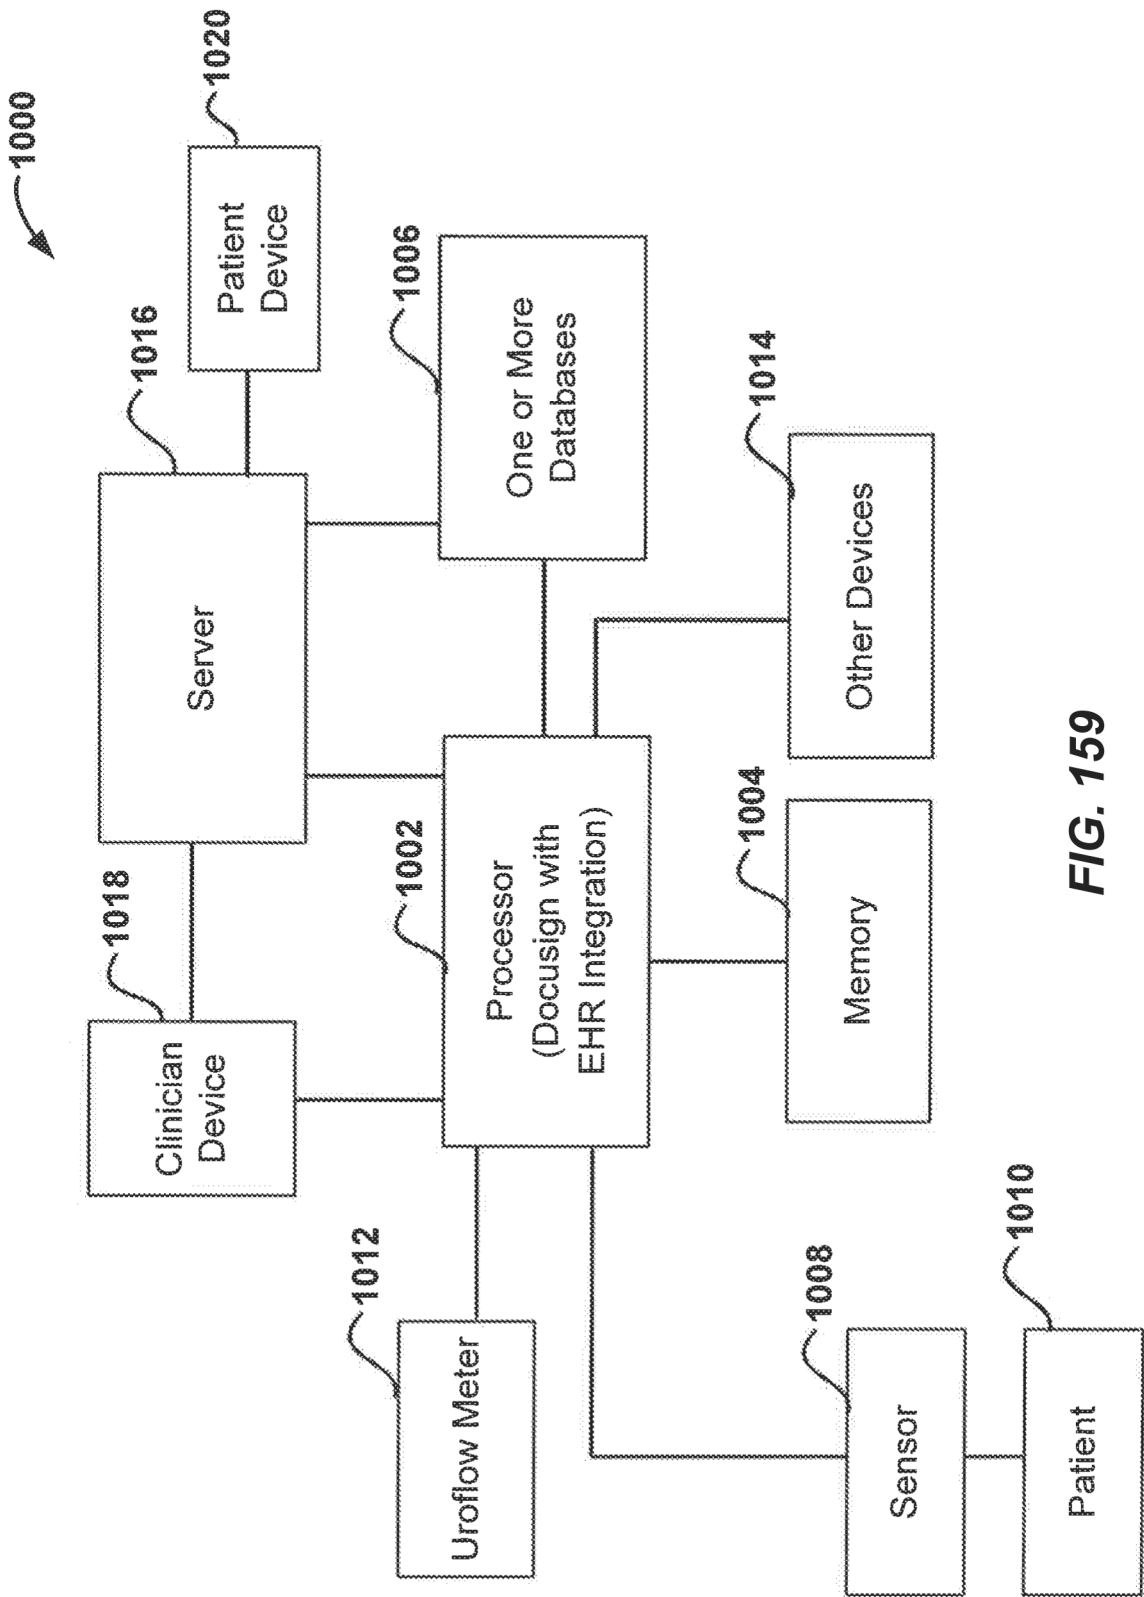 1000
1018
1016
1020
Clinician
Device
Server
Patient
Device
1012
1002
1006
Uroflow Meter
Processor
(Docusign with
EHR Integration)
One or More
Databases
1004
1014
1008
Memory
Other Devices
Sensor
1010
Patient
FIG. 159